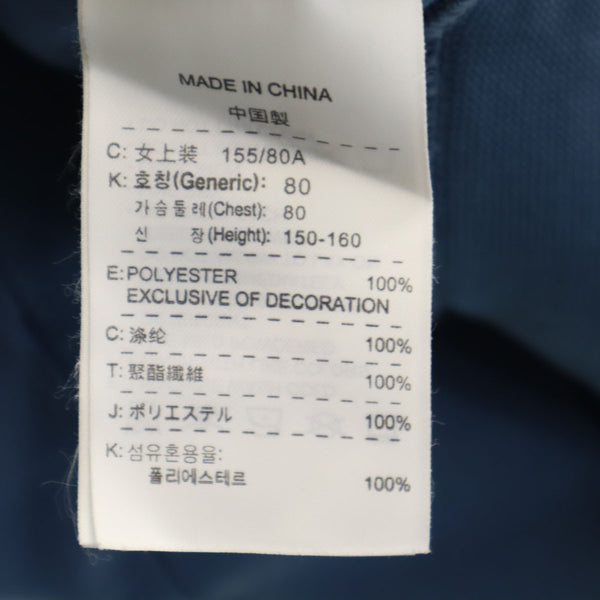 MADE IN CHINA
中国製
C: 女上装 155/80A
K: 호칭(Generic): 80
가슴둘레(Chest): 80
신 장(Height): 150-160
E: POLYESTER 100%
EXCLUSIVE OF DECORATION
C: 涤纶 100%
T: 聚酯纖維 100%
J: ポリエステル 100%
K: 섬유혼용율:
폴리에스테르 100%